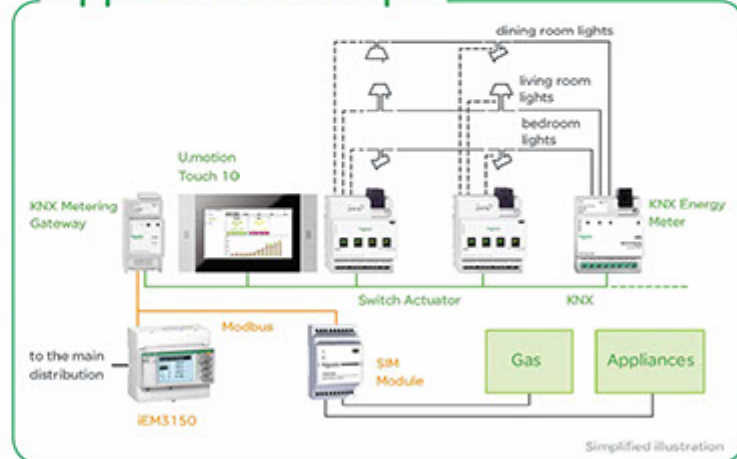 dining room lights
living room
lights
bedroom
lights
U.motion
Touch 10
KNX Metering
Gateway
KNX Energy
Meter
Switch Actuator
KNX
Modbus
to the main
distribution
SIM
Module
Gas
Appliances
iEM3150
Simplified illustration